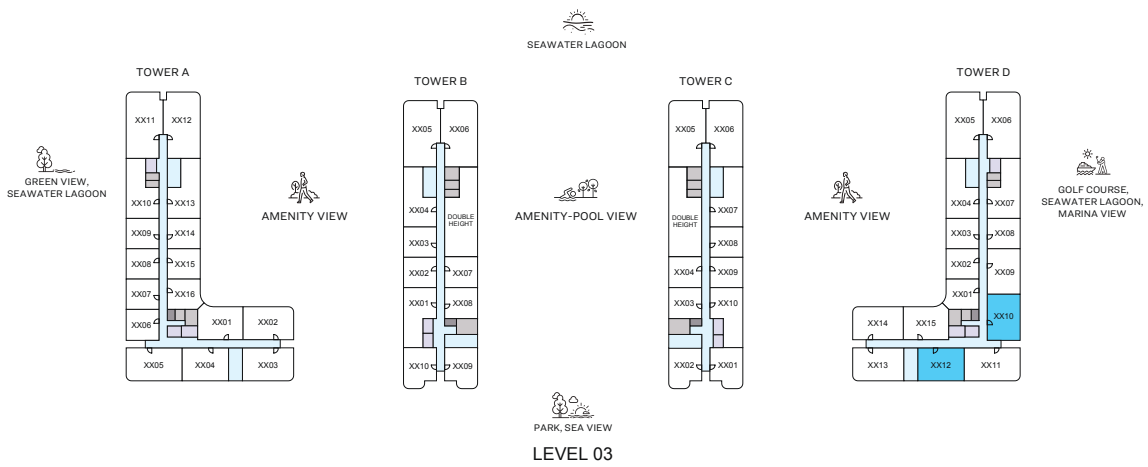 SEAWATER LAGOON
TOWER A
TOWER B
TOWER C
TOWER D
XX11
XX12
XX10
XX13
XX09
XX14
XX08
XX15
XX07
XX16
XX06
XX01
XX02
XX05
XX04
XX03
GREEN VIEW,
SEAWATER LAGOON
AMENITY VIEW
XX05
XX06
XX04
DOUBLE
HEIGHT
XX03
XX02
XX07
XX01
XX08
XX10
XX09
AMENITY-POOL VIEW
XX05
XX06
XX07
DOUBLE
HEIGHT
XX08
XX04
XX09
XX03
XX10
XX02
XX01
AMENITY VIEW
XX05
XX06
XX04
XX07
XX03
XX08
XX02
XX09
XX01
XX10
XX14
XX15
XX13
XX12
XX11
GOLF COURSE,
SEAWATER LAGOON,
MARINA VIEW
PARK, SEA VIEW
LEVEL 03